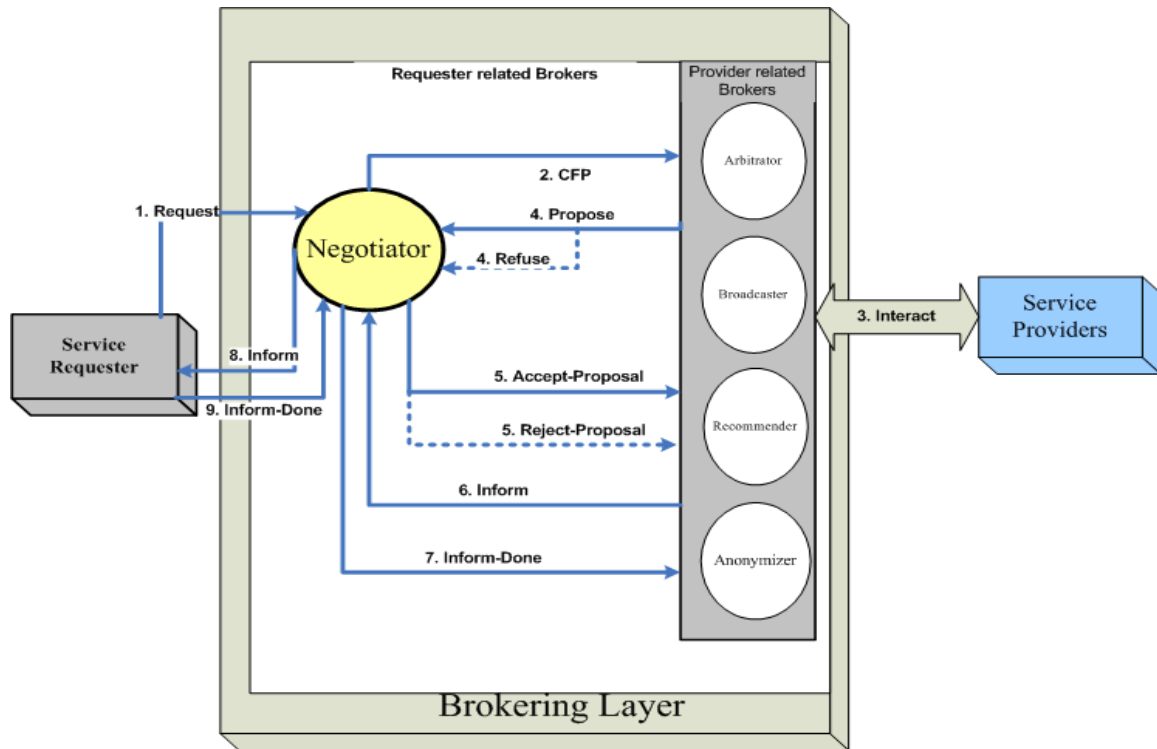 Requester related Brokers
Provider related
Brokers
Arbitrator
2. CFP
1. Request
4. Propose
Negotiator
4. Refuse
Broadcaster
3. Interact
Service
Providers
Service
Requester
8. Inform
5. Accept-Proposal
9. Inform-Done
5. Reject-Proposal
Recommender
6. Inform
7. Inform-Done
Anonymizer
Brokering Layer